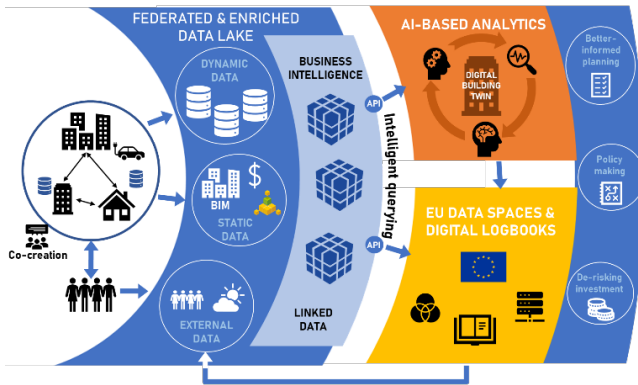 FEDERATED & ENRICHED
DATA LAKE
DYNAMIC
DATA
BIM
$
STATIC
DATA
EXTERNAL
DATA
Co-creation
BUSINESS
INTELLIGENCE
LINKED
DATA
API
API
Intelligent querying
AI-BASED ANALYTICS
DIGITAL
BUILDING
TWIN
EU DATA SPACES &
DIGITAL LOGBOOKS
Better-
informed
planning
Policy
making
De-risking
investment